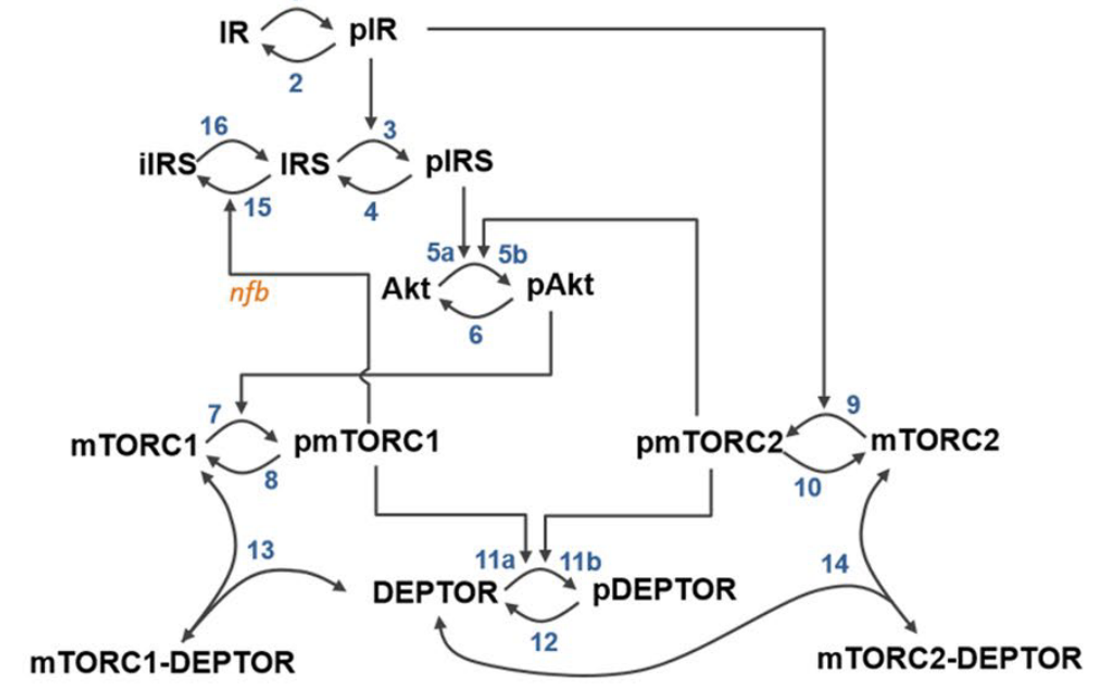 IR pIR
2
16 3
iIRS IRS pIRS
15 4
5a 5b
nfb Akt pAkt
6
7 9
mTORC1 pmTORC1 pmTORC2 mTORC2
8 10
13 11a 11b 14
DEPTOR pDEPTOR
12
mTORC1-DEPTOR mTORC2-DEPTOR